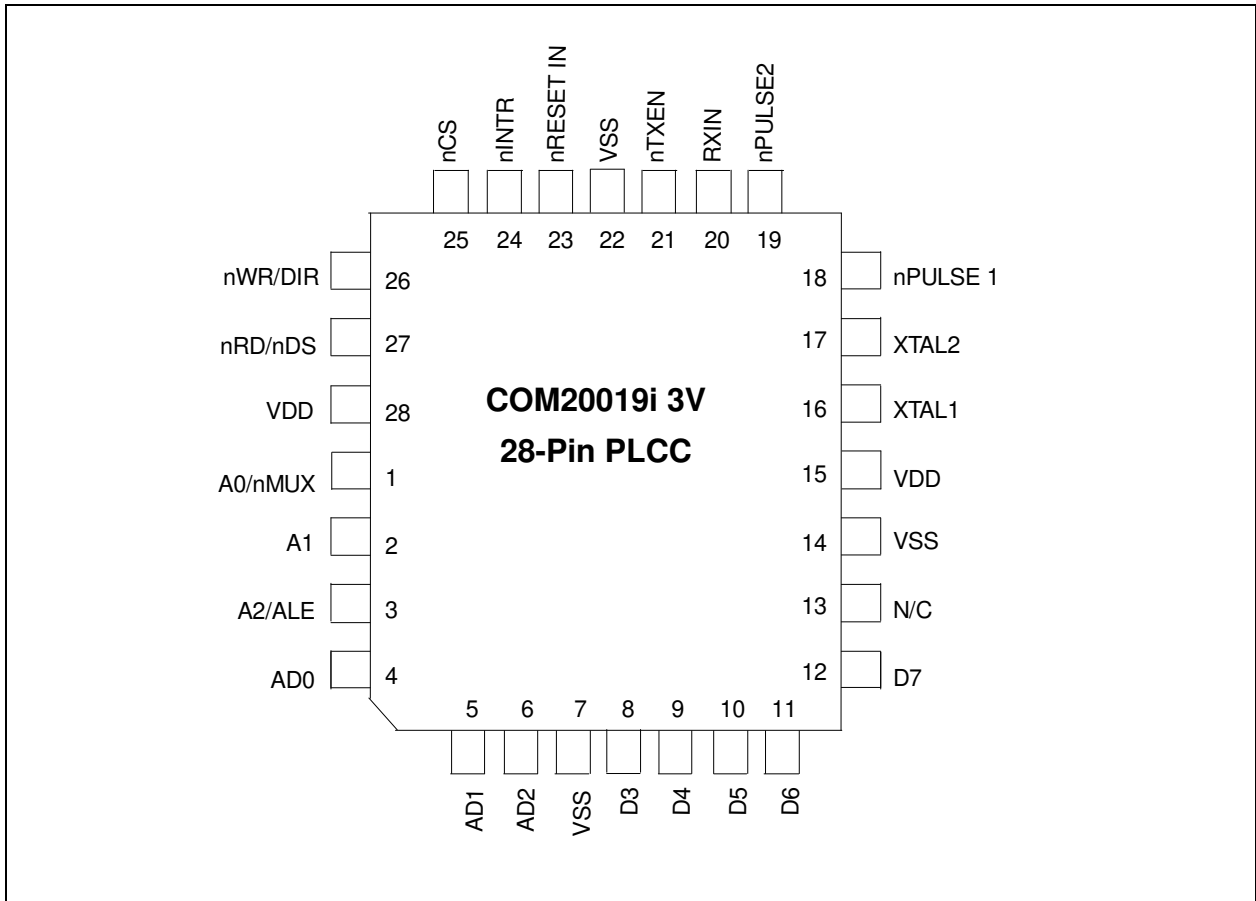 nCS
nINTR
nRESET IN
VSS
nTXEN
RXIN
nPULSE2
25
24
23
22
21
20
19
nWR/DIR
26
18
nPULSE 1
nRD/nDS
27
17
XTAL2
VDD
28
16
XTAL1
COM20019i 3V
28-Pin PLCC
A0/nMUX
1
15
VDD
A1
2
14
VSS
A2/ALE
3
13
N/C
AD0
4
12
D7
5
6
7
8
9
10
11
AD1
AD2
VSS
D3
D4
D5
D6